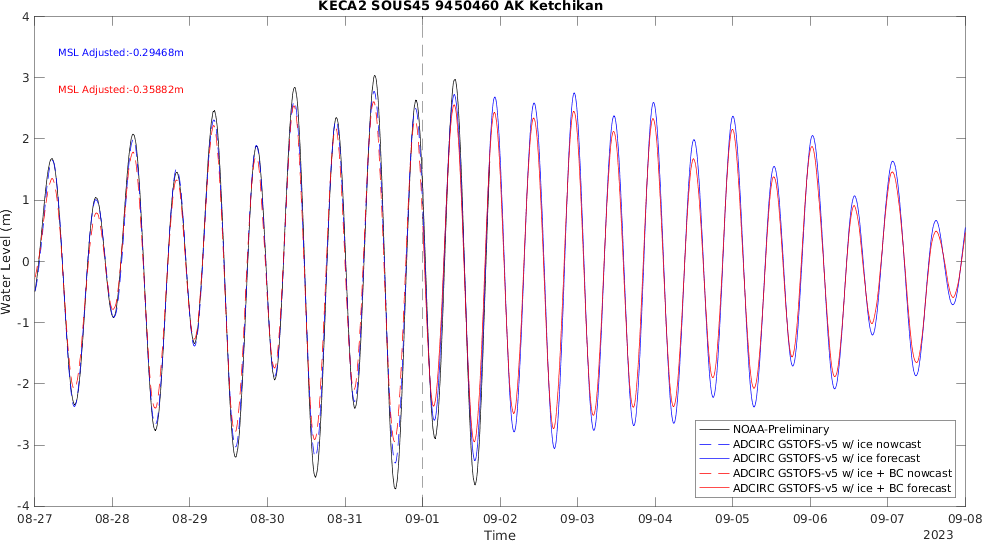 KECA2 SOUS45 9450460 AK Ketchikan
MSL Adjusted:-0.29468m
MSL Adjusted:-0.35882m
Water Level (m)
4
3
2
1
0
-1
-2
-3
-4
NOAA-Preliminary
ADCIRC GSTOFS-v5 w/ ice nowcast
ADCIRC GSTOFS-v5 w/ ice forecast
ADCIRC GSTOFS-v5 w/ ice + BC nowcast
ADCIRC GSTOFS-v5 w/ ice + BC forecast
08-27 08-28 08-29 08-30 08-31 09-01 09-02 09-03 09-04 09-05 09-06 09-07 09-08
Time
2023